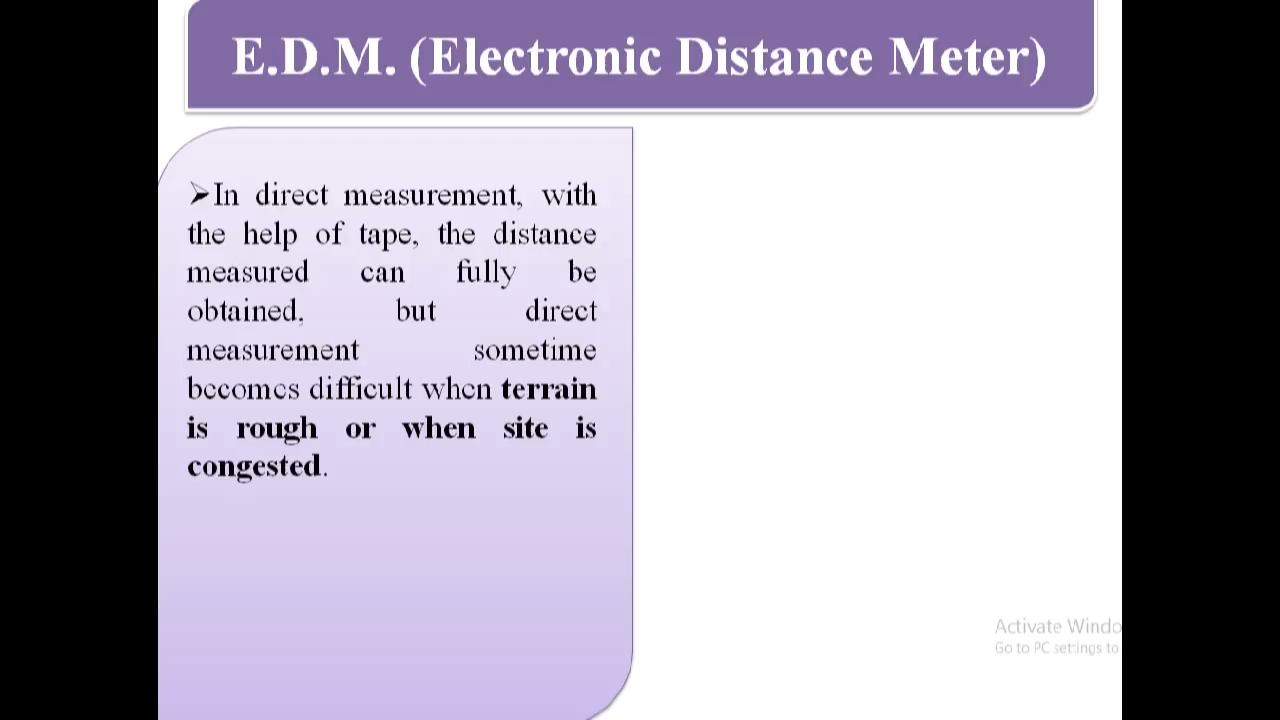 E.D.M. (Electronic Distance Meter)
➢In direct measurement, with
the help of tape, the distance
measured can fully be
obtained, but direct
measurement sometime
becomes difficult when terrain
is rough or when site is
congested.
Activate Windo
Go to PC settings to